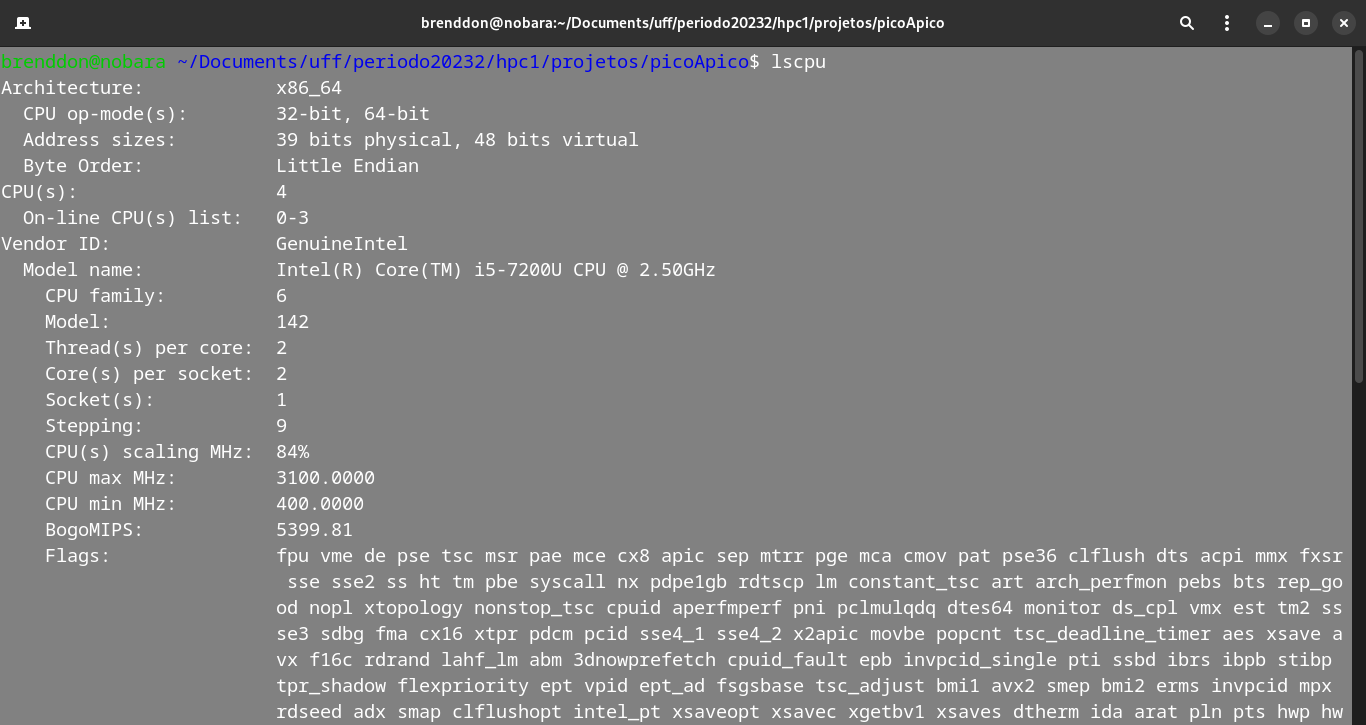 brenddon@nobara:~/Documents/uff/periodo20232/hpc1/projetos/picoApico
brenddon@nobara ~/Documents/uff/periodo20232/hpc1/projetos/picoApico$ lscpu
Architecture: x86_64
CPU op-mode(s): 32-bit, 64-bit
Address sizes: 39 bits physical, 48 bits virtual
Byte Order: Little Endian
CPU(s): 4
On-line CPU(s) list: 0-3
Vendor ID: GenuineIntel
Model name: Intel(R) Core(TM) i5-7200U CPU @ 2.50GHz
CPU family: 6
Model: 142
Thread(s) per core: 2
Core(s) per socket: 2
Socket(s): 1
Stepping: 9
CPU(s) scaling MHz: 84%
CPU max MHz: 3100.0000
CPU min MHz: 400.0000
BogoMIPS: 5399.81
Flags: fpu vme de pse tsc msr pae mce cx8 apic sep mtrr pge mca cmov pat pse36 clflush dts acpi mmx fxsr
sse sse2 ss ht tm pbe syscall nx pdpe1gb rdtscp lm constant_tsc art arch_perfmon pebs bts rep_go
od nopl xtopology nonstop_tsc cpuid aperfmperf pni pclmulqdq dtes64 monitor ds_cpl vmx est tm2 ss
se3 sdbg fma cx16 xtpr pdcm pcid sse4_1 sse4_2 x2apic movbe popcnt tsc_deadline_timer aes xsave a
vx f16c rdrand lahf_lm abm 3dnowprefetch cpuid_fault epb invpcid_single pti ssbd ibrs ibpb stibp
tpr_shadow flexpriority ept vpid ept_ad fsgsbase tsc_adjust bmi1 avx2 smep bmi2 erms invpcid mpx
rdseed adx smap clflushopt intel_pt xsaveopt xsavec xgetbv1 xsaves dtherm ida arat pln pts hwp hw